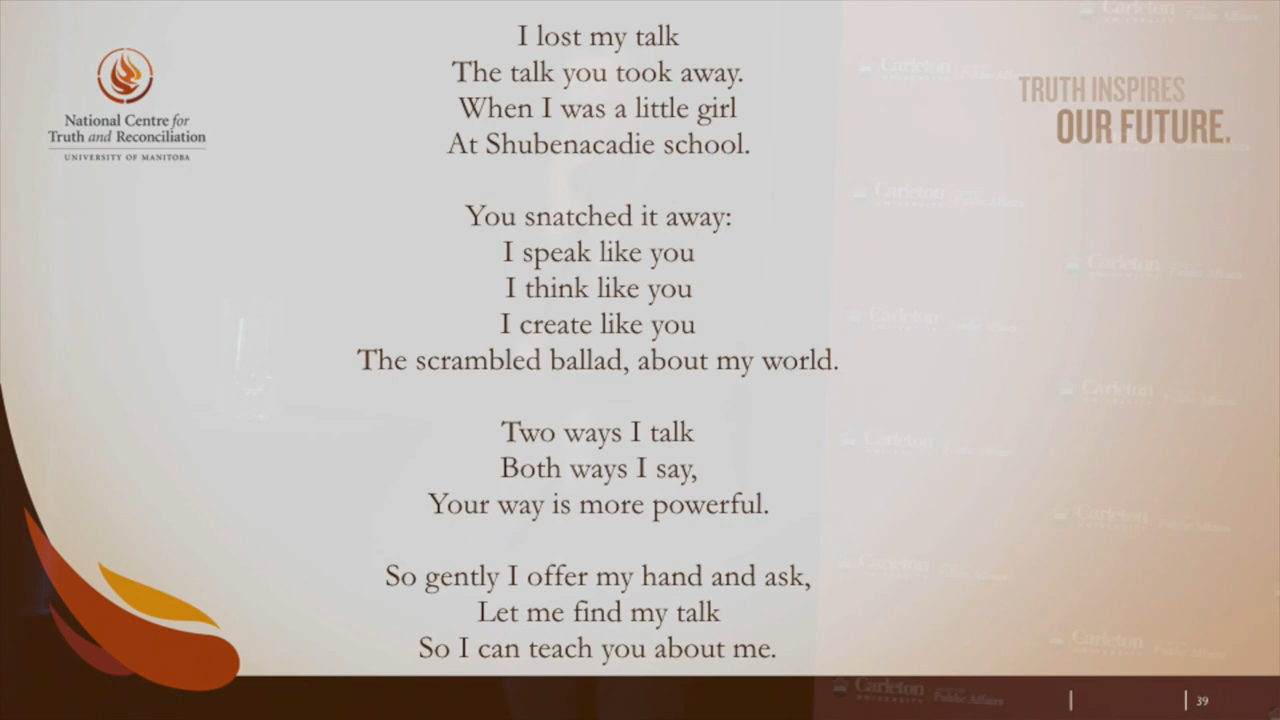 I lost my talk
The talk you took away.
When I was a little girl
At Shubenacadie school.
You snatched it away:
I speak like you
I think like you
I create like you
The scrambled ballad, about my world.
Two ways I talk
Both ways I say,
Your way is more powerful.
So gently I offer my hand and ask,
Let me find my talk
So I can teach you about me.
National Centre for
Truth and Reconciliation
UNIVERSITY OF MANITOBA
TRUTH INSPIRES
OUR FUTURE.
Carleton
UNIVERSITY
Public Affairs
39